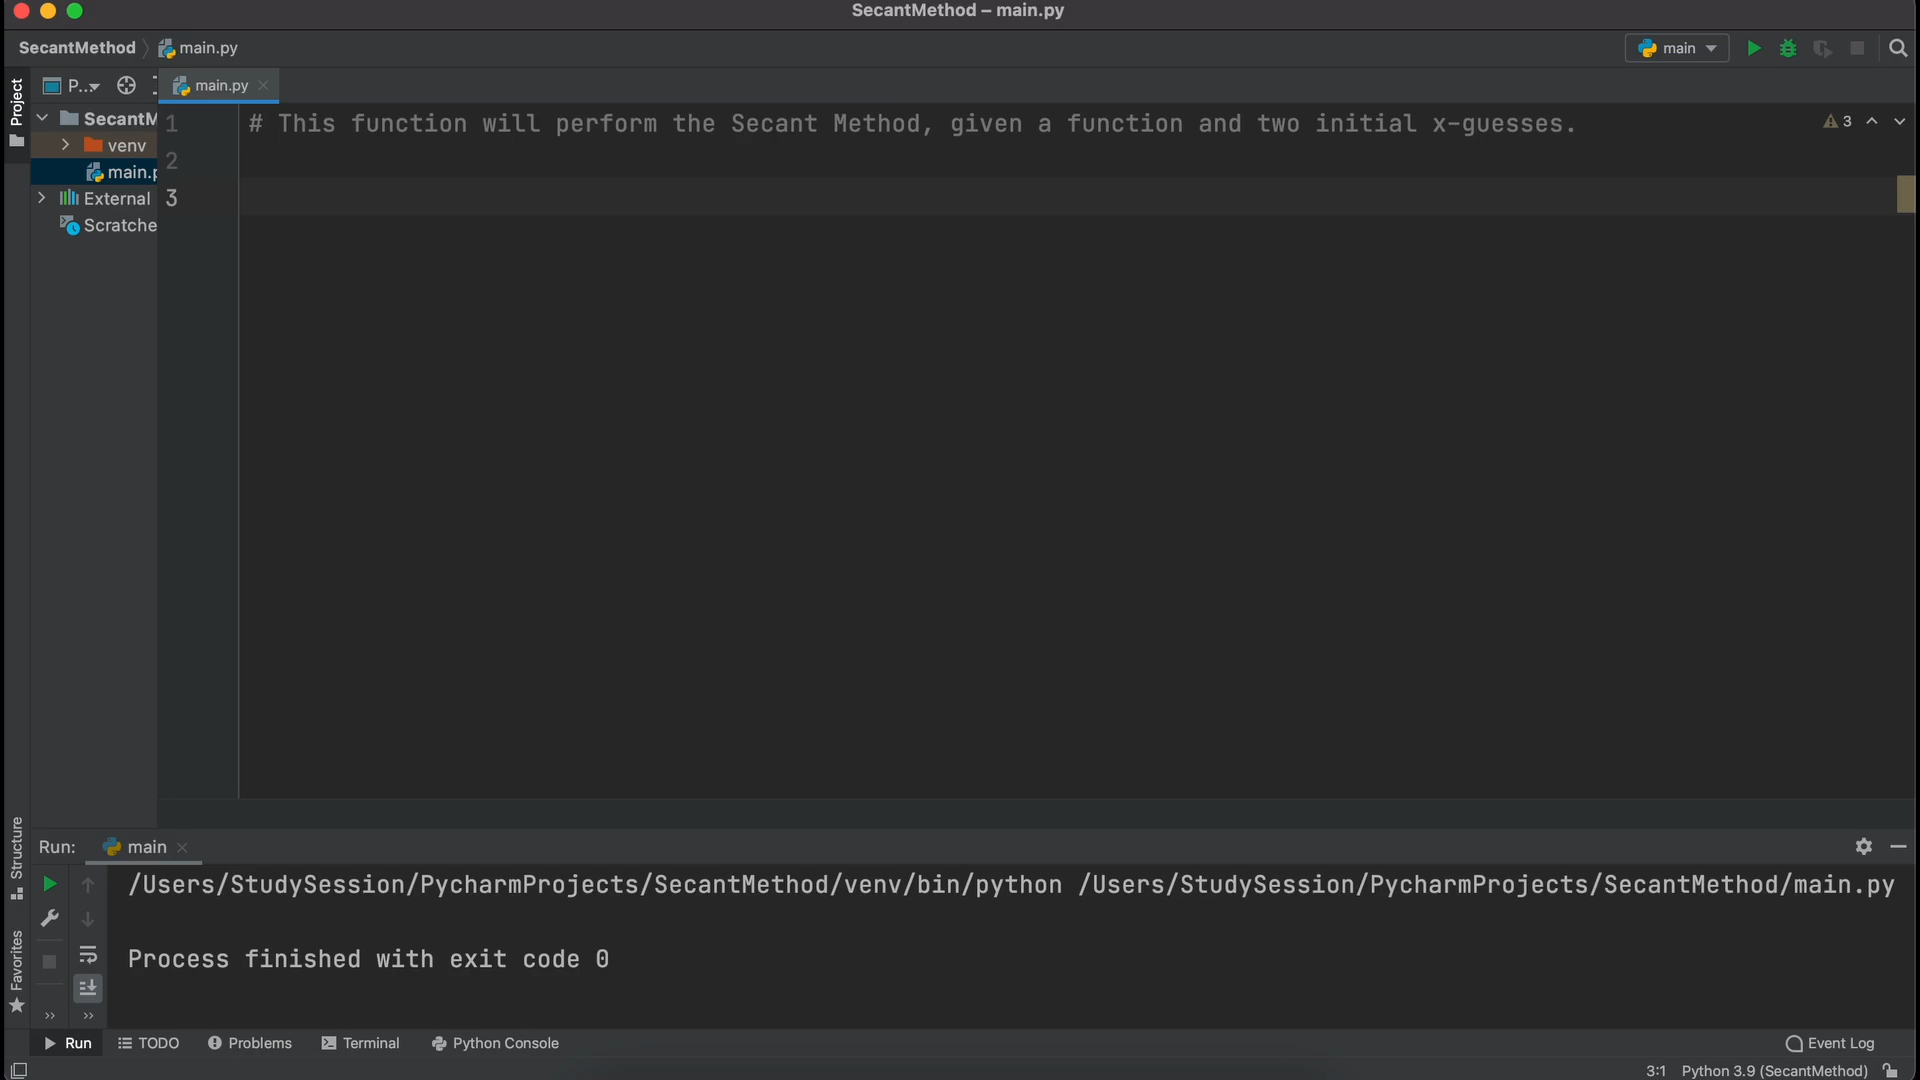 SecantMethod – main.py
SecantMethod
main.py
main
Project
P...
main.py
SecantM
venv
main.p
External
Scratche
1
2
3
# This function will perform the Secant Method, given a function and two initial x-guesses.
3
Structure
Favorites
Run:
main
/Users/StudySession/PycharmProjects/SecantMethod/venv/bin/python /Users/StudySession/PycharmProjects/SecantMethod/main.py
Process finished with exit code 0
Run
TODO
Problems
Terminal
Python Console
Event Log
3:1
Python 3.9 (SecantMethod)